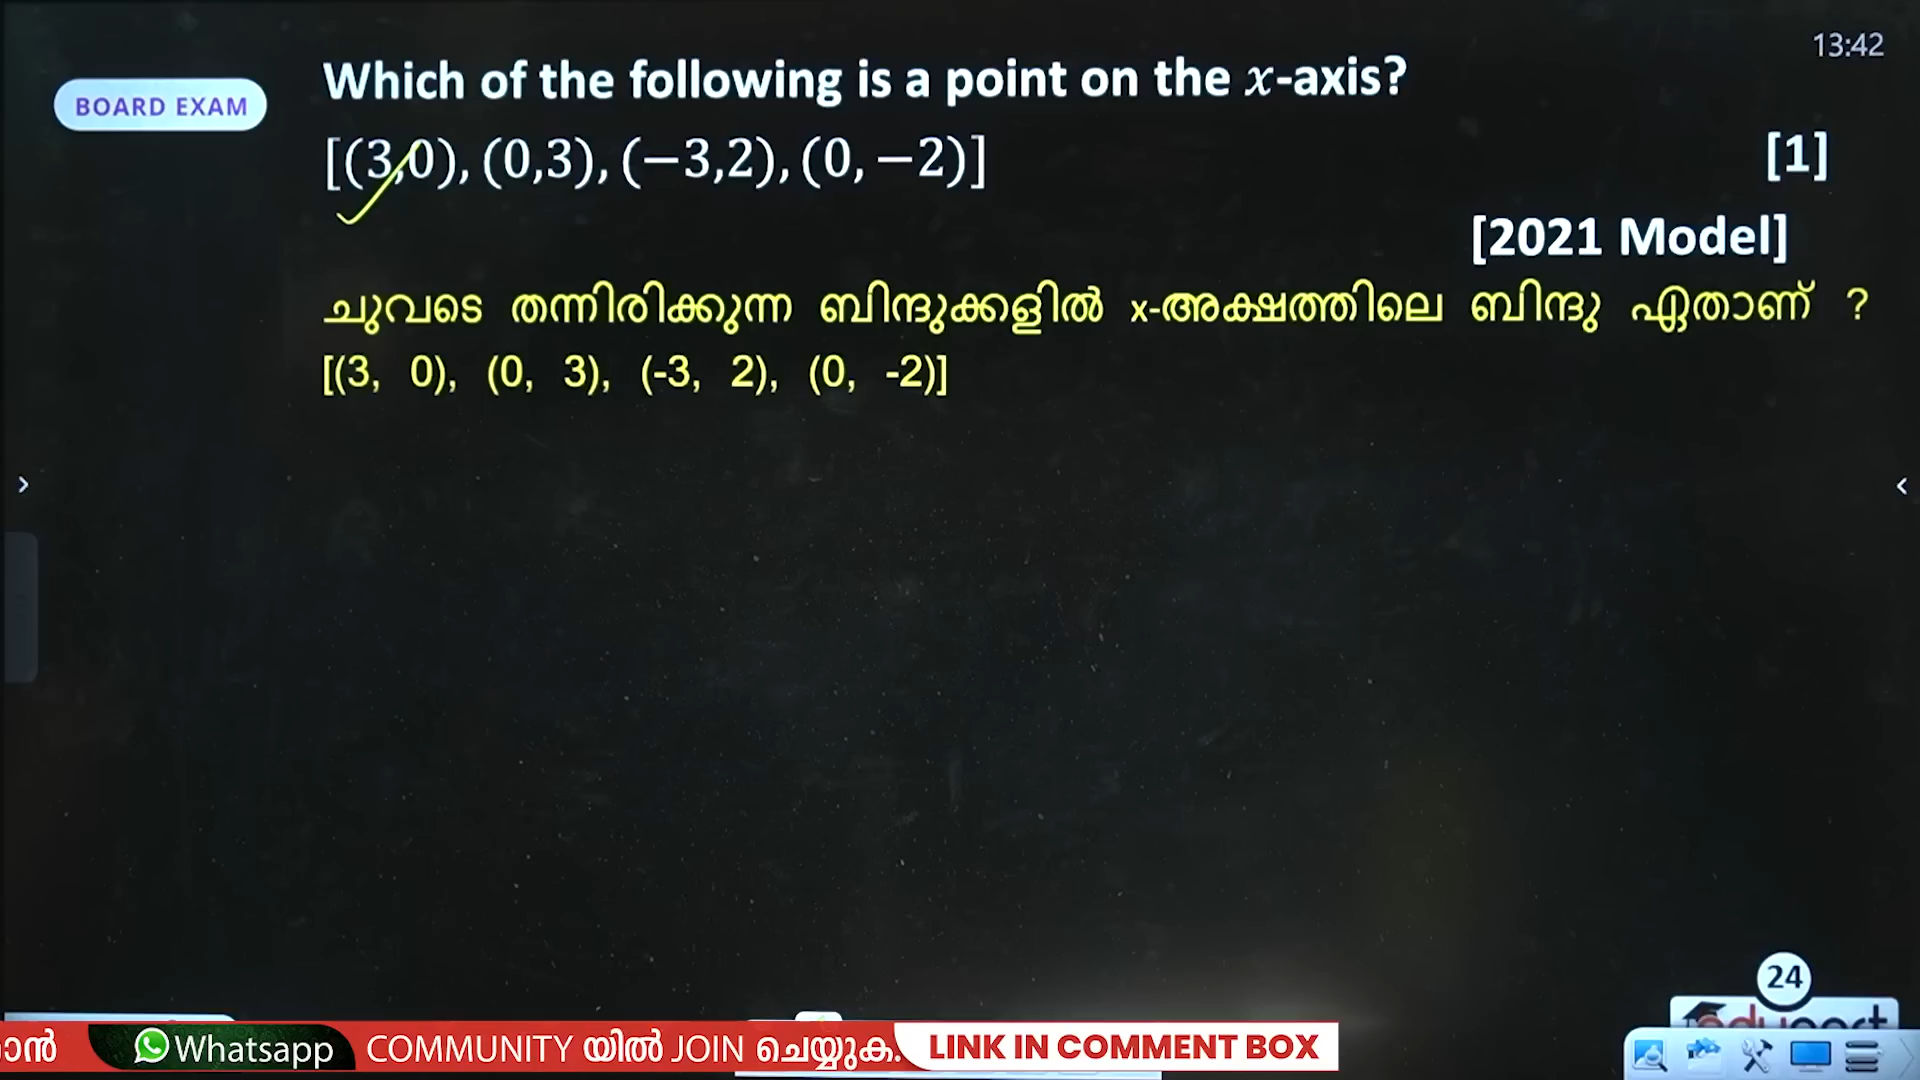 13:42
BOARD EXAM
Which of the following is a point on the x-axis?
[(3,0), (0,3), (−3,2), (0, −2)]
[1]
[2021 Model]
ചുവടെ തന്നിരിക്കുന്ന ബിന്ദുക്കളിൽ x-അക്ഷത്തിലെ ബിന്ദു ഏതാണ് ?
[(3, 0), (0, 3), (-3, 2), (0, -2)]
24
Whatsapp COMMUNITY യിൽ JOIN ചെയ്യുക. LINK IN COMMENT BOX